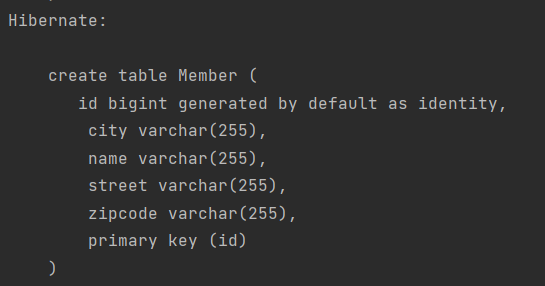 Hibernate:
    create table Member (
       id bigint generated by default as identity,
        city varchar(255),
        name varchar(255),
        street varchar(255),
        zipcode varchar(255),
        primary key (id)
    )